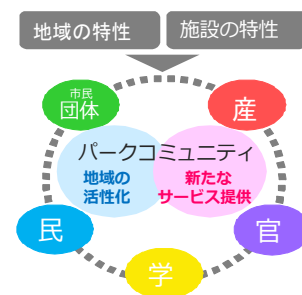 地域の特性
施設の特性
市民
団体
産
パークコミュニティ
地域の
活性化
新たな
サービス提供
民
官
学